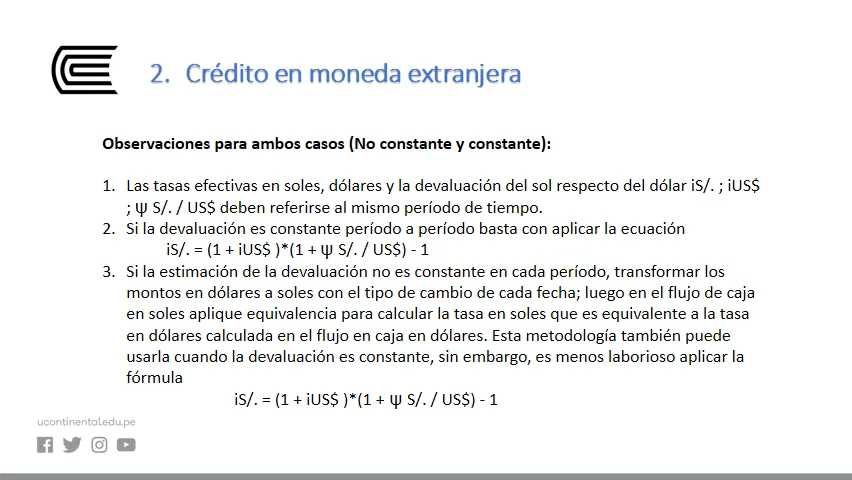 2. Crédito en moneda extranjera
Observaciones para ambos casos (No constante y constante):
1. Las tasas efectivas en soles, dólares y la devaluación del sol respecto del dólar iS/. ; iUS$
; ψ S/. / US$ deben referirse al mismo período de tiempo.
2. Si la devaluación es constante período a período basta con aplicar la ecuación
iS/. = (1 + iUS$ )*(1 + ψ S/. / US$) - 1
3. Si la estimación de la devaluación no es constante en cada período, transformar los
montos en dólares a soles con el tipo de cambio de cada fecha; luego en el flujo de caja
en soles aplique equivalencia para calcular la tasa en soles que es equivalente a la tasa
en dólares calculada en el flujo en caja en dólares. Esta metodología también puede
usarla cuando la devaluación es constante, sin embargo, es menos laborioso aplicar la
fórmula
iS/. = (1 + iUS$ )*(1 + ψ S/. / US$) - 1
ucontinental.edu.pe